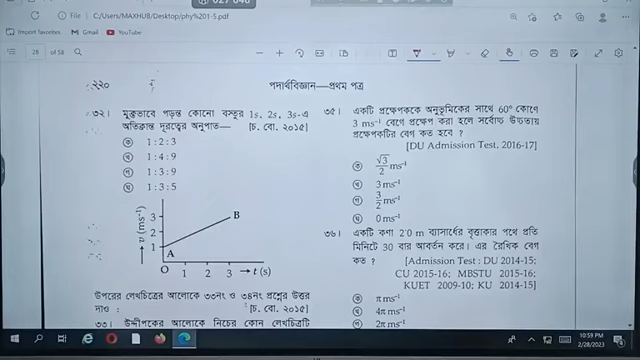 File
C:/Users/MAXHUB/Desktop/phy%201-5.pdf
Import favorites
Gmail
YouTube
28 of 58
২২০
পদার্থবিজ্ঞান—প্রথম পত্র
৩২। মুক্তভাবে পড়ন্ত কোনো বস্তুর 1s, 2s, 3s-এ
অতিক্রান্ত দূরত্বের অনুপাত— [চ. বো. ২০১৫]
ক 1 : 2 : 3
খ 1 : 4 : 9
গ 1 : 3 : 9
ঘ 1 : 3 : 5
v (ms⁻¹)
3
2
1
A
B
O 1 2 3 t (s)
উপরের লেখচিত্রের আলোকে ৩৩নং ও ৩৪নং প্রশ্নের উত্তর
দাও : [চ. বো. ২০১৫]
৩৩। উদ্দীপকের আলোকে নিচের কোন লেখচিত্রটি
৩৫। একটি প্রক্ষেপককে অনুভূমিকের সাথে 60° কোণে
3 ms⁻¹ বেগে প্রক্ষেপ করা হলে সর্বোচ্চ উচ্চতায়
প্রক্ষেপকটির বেগ কত হবে ?
[DU Admission Test. 2016-17]
ক √3/2 ms⁻¹
খ 3 ms⁻¹
গ 3/2 ms⁻¹
ঘ 0 ms⁻¹
৩৬। একটি কণা 2.0 m ব্যাসার্ধের বৃত্তাকার পথে প্রতি
মিনিটে 30 বার আবর্তন করে। এর রৈখিক বেগ
কত ? [Admission Test : DU 2014-15;
CU 2015-16; MBSTU 2015-16;
KUET 2009-10; KU 2014-15]
ক π ms⁻¹
খ 4π ms⁻¹
গ 2π ms⁻¹
10:59 PM
2/28/2023